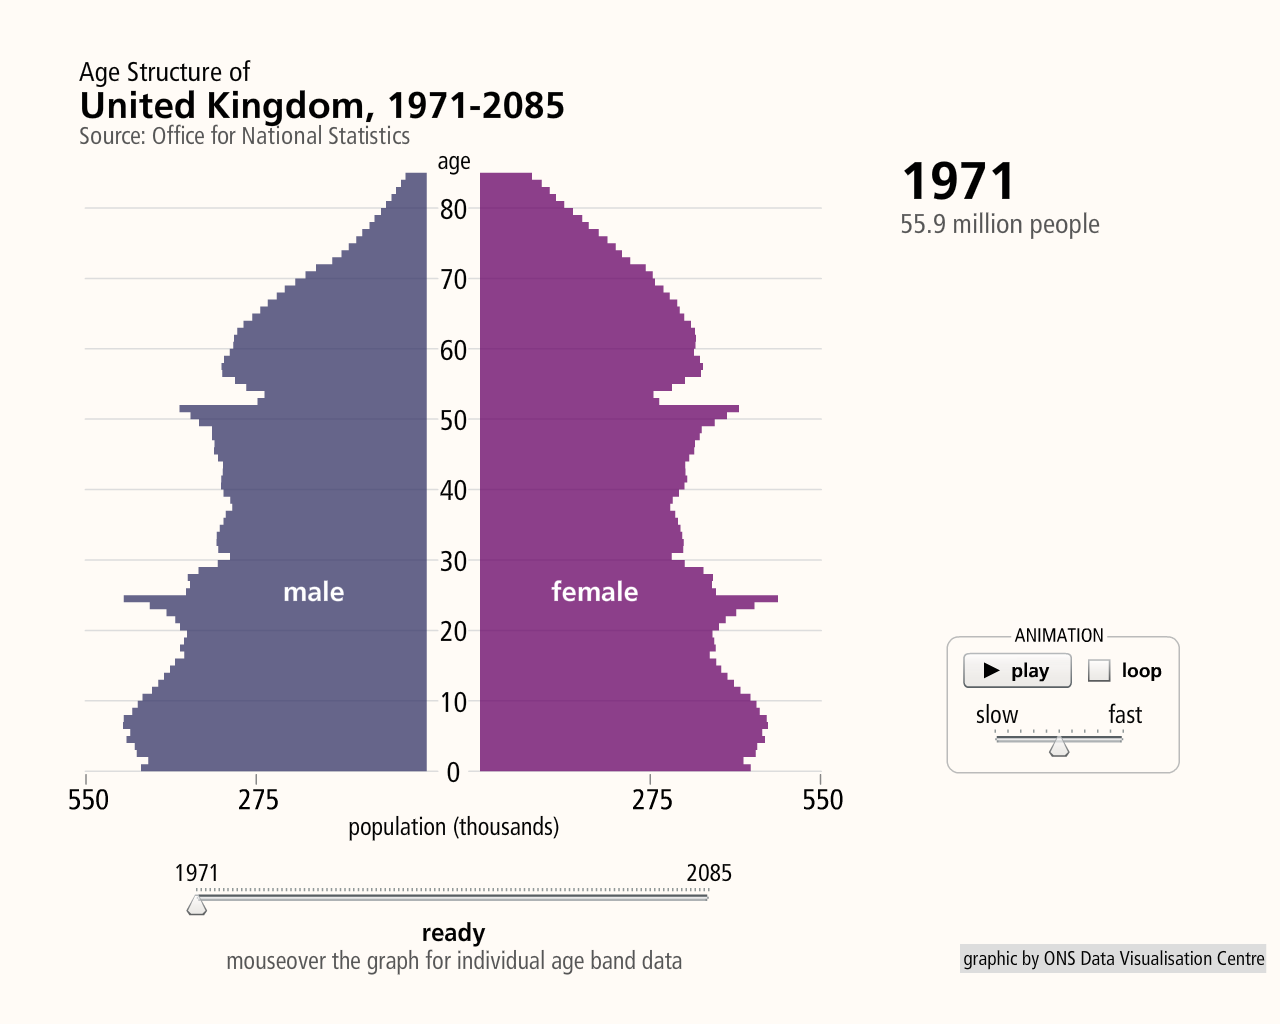 Age Structure of
United Kingdom, 1971-2085
Source: Office for National Statistics
age
1971
55.9 million people
80
70
60
50
40
30
20
10
0
male
female
550
275
275
550
population (thousands)
ANIMATION
play
loop
slow
fast
1971
2085
ready
mouseover the graph for individual age band data
graphic by ONS Data Visualisation Centre